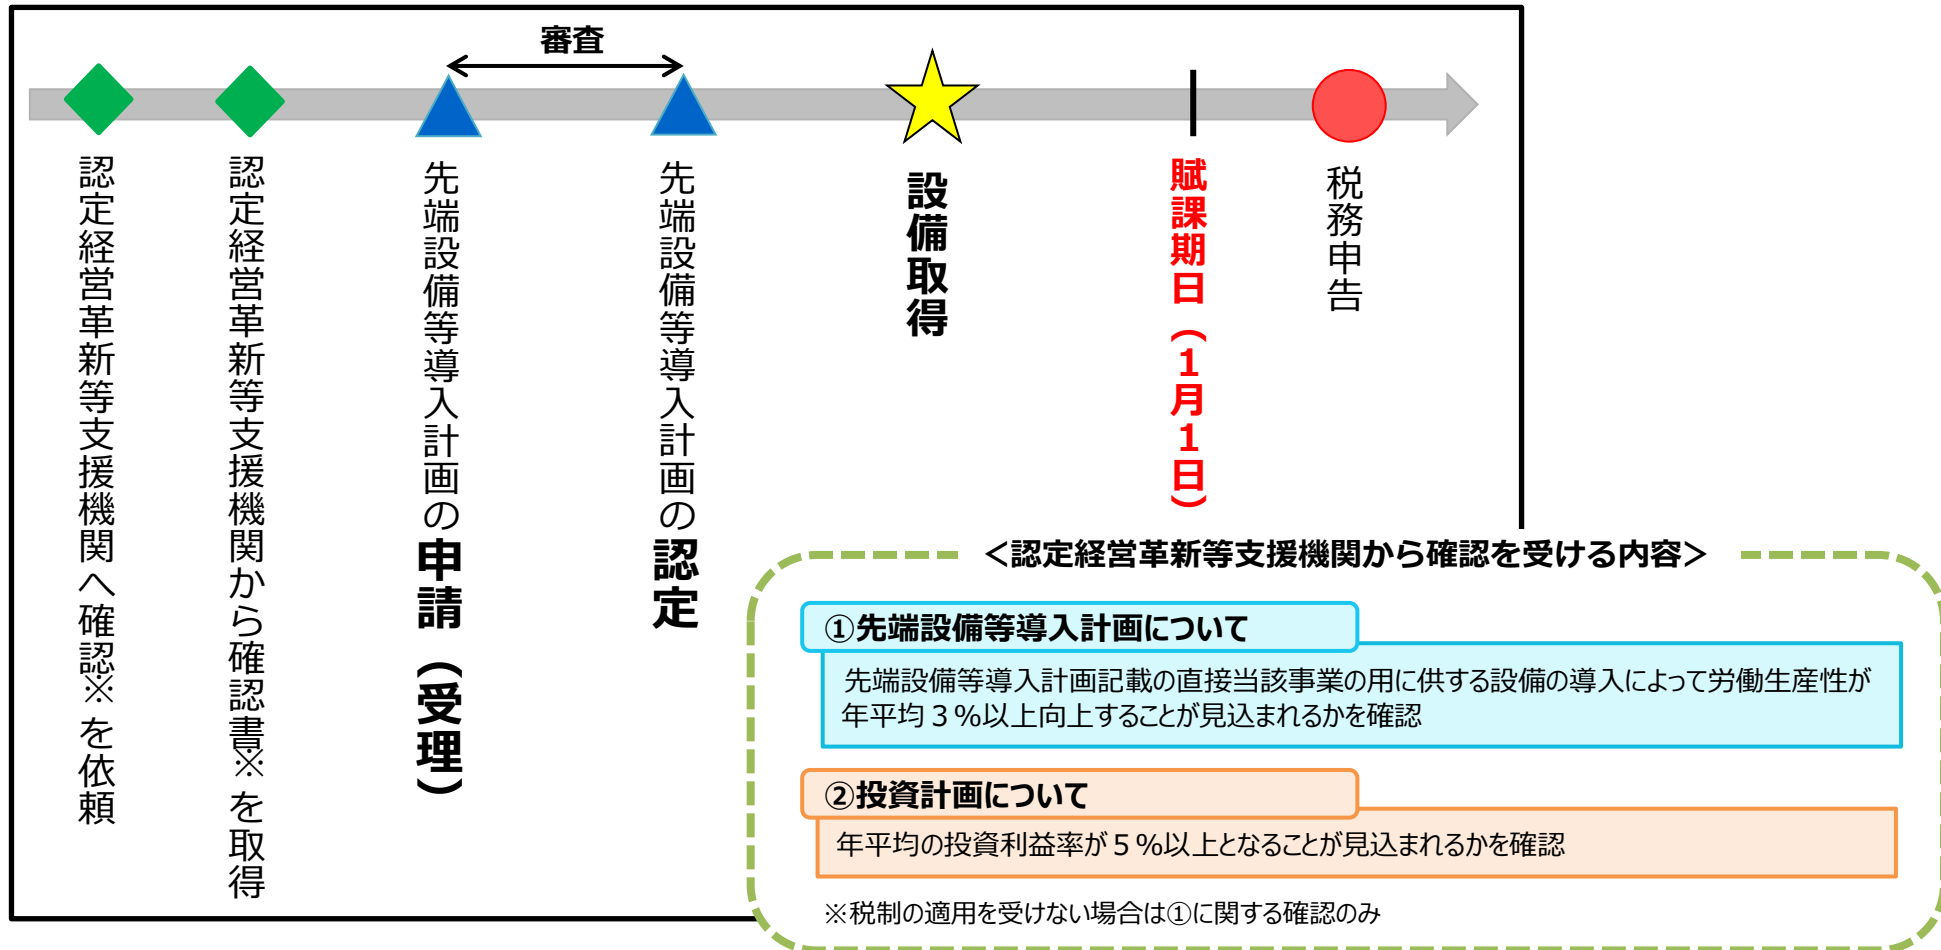 審査
認定経営革新等支援機関へ確認※を依頼
認定経営革新等支援機関から確認書※を取得
先端設備等導入計画の申請（受理）
先端設備等導入計画の認定
設備取得
賦課期日（１月１日）
税務申告
＜認定経営革新等支援機関から確認を受ける内容＞
①先端設備等導入計画について
先端設備等導入計画記載の直接当該事業の用に供する設備の導入によって労働生産性が
年平均３％以上向上することが見込まれるかを確認
②投資計画について
年平均の投資利益率が５％以上となることが見込まれるかを確認
※税制の適用を受けない場合は①に関する確認のみ